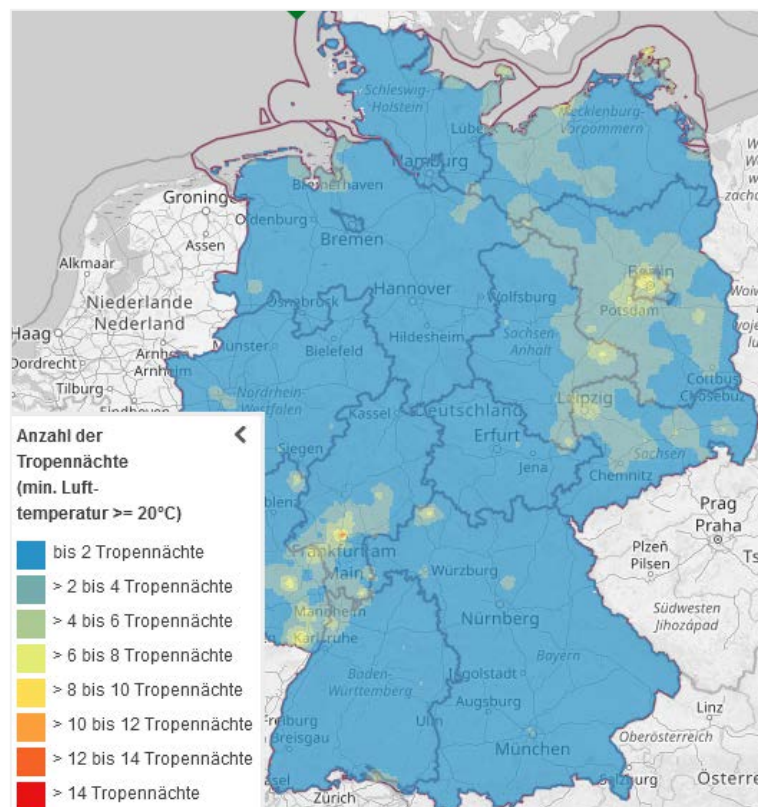 Schleswig-
Holstein
Mecklenburg-
Vorpommern
Hamburg
Bremerhaven
Groningen
Oldenburg
Assen
Bremen
Alkmaar
Berlin
Hannover
Wolfsburg
Potsdam
Niederlande
Nederland
Osnabrück
Haag
Hildesheim
Sachsen-
Anhalt
Arnhem
Arnheim
Münster
Bielefeld
Dordrecht
Tilburg
Eindhoven
Nordrhein-
Westfalen
Cottbus
Chóśebuz
Leipzig
Kassel
Deutschland
Erfurt
Siegen
Jena
Sachsen
Chemnitz
Anzahl der
Tropennächte
(min. Luft-
temperatur >= 20°C)
bis 2 Tropennächte
> 2 bis 4 Tropennächte
> 4 bis 6 Tropennächte
> 6 bis 8 Tropennächte
> 8 bis 10 Tropennächte
> 10 bis 12 Tropennächte
> 12 bis 14 Tropennächte
> 14 Tropennächte
Prag
Praha
Frankfurt am
Main
Plzeň
Pilsen
Würzburg
Mannheim
Nürnberg
Südwesten
Jihozápad
Karlsruhe
Bayern
Baden-
Württemberg
Ingolstadt
Augsburg
Linz
Ulm
Freiburg
Breisgau
München
Oberösterreich
Salzburg
Österre
Zürich